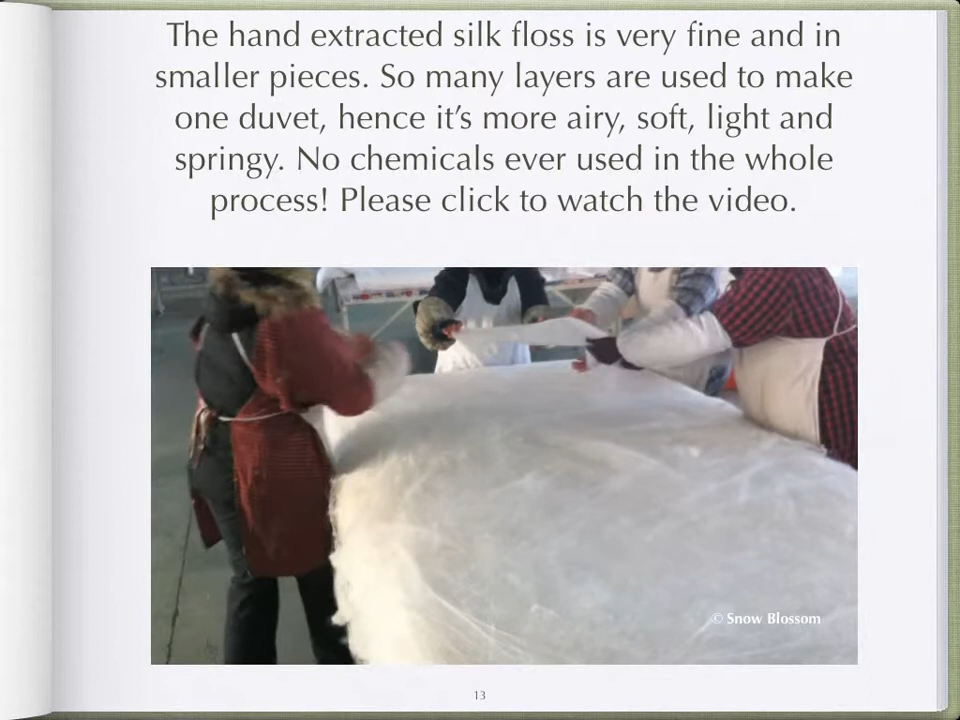 The hand extracted silk floss is very fine and in
smaller pieces. So many layers are used to make
one duvet, hence it’s more airy, soft, light and
springy. No chemicals ever used in the whole
process! Please click to watch the video.
© Snow Blossom
13